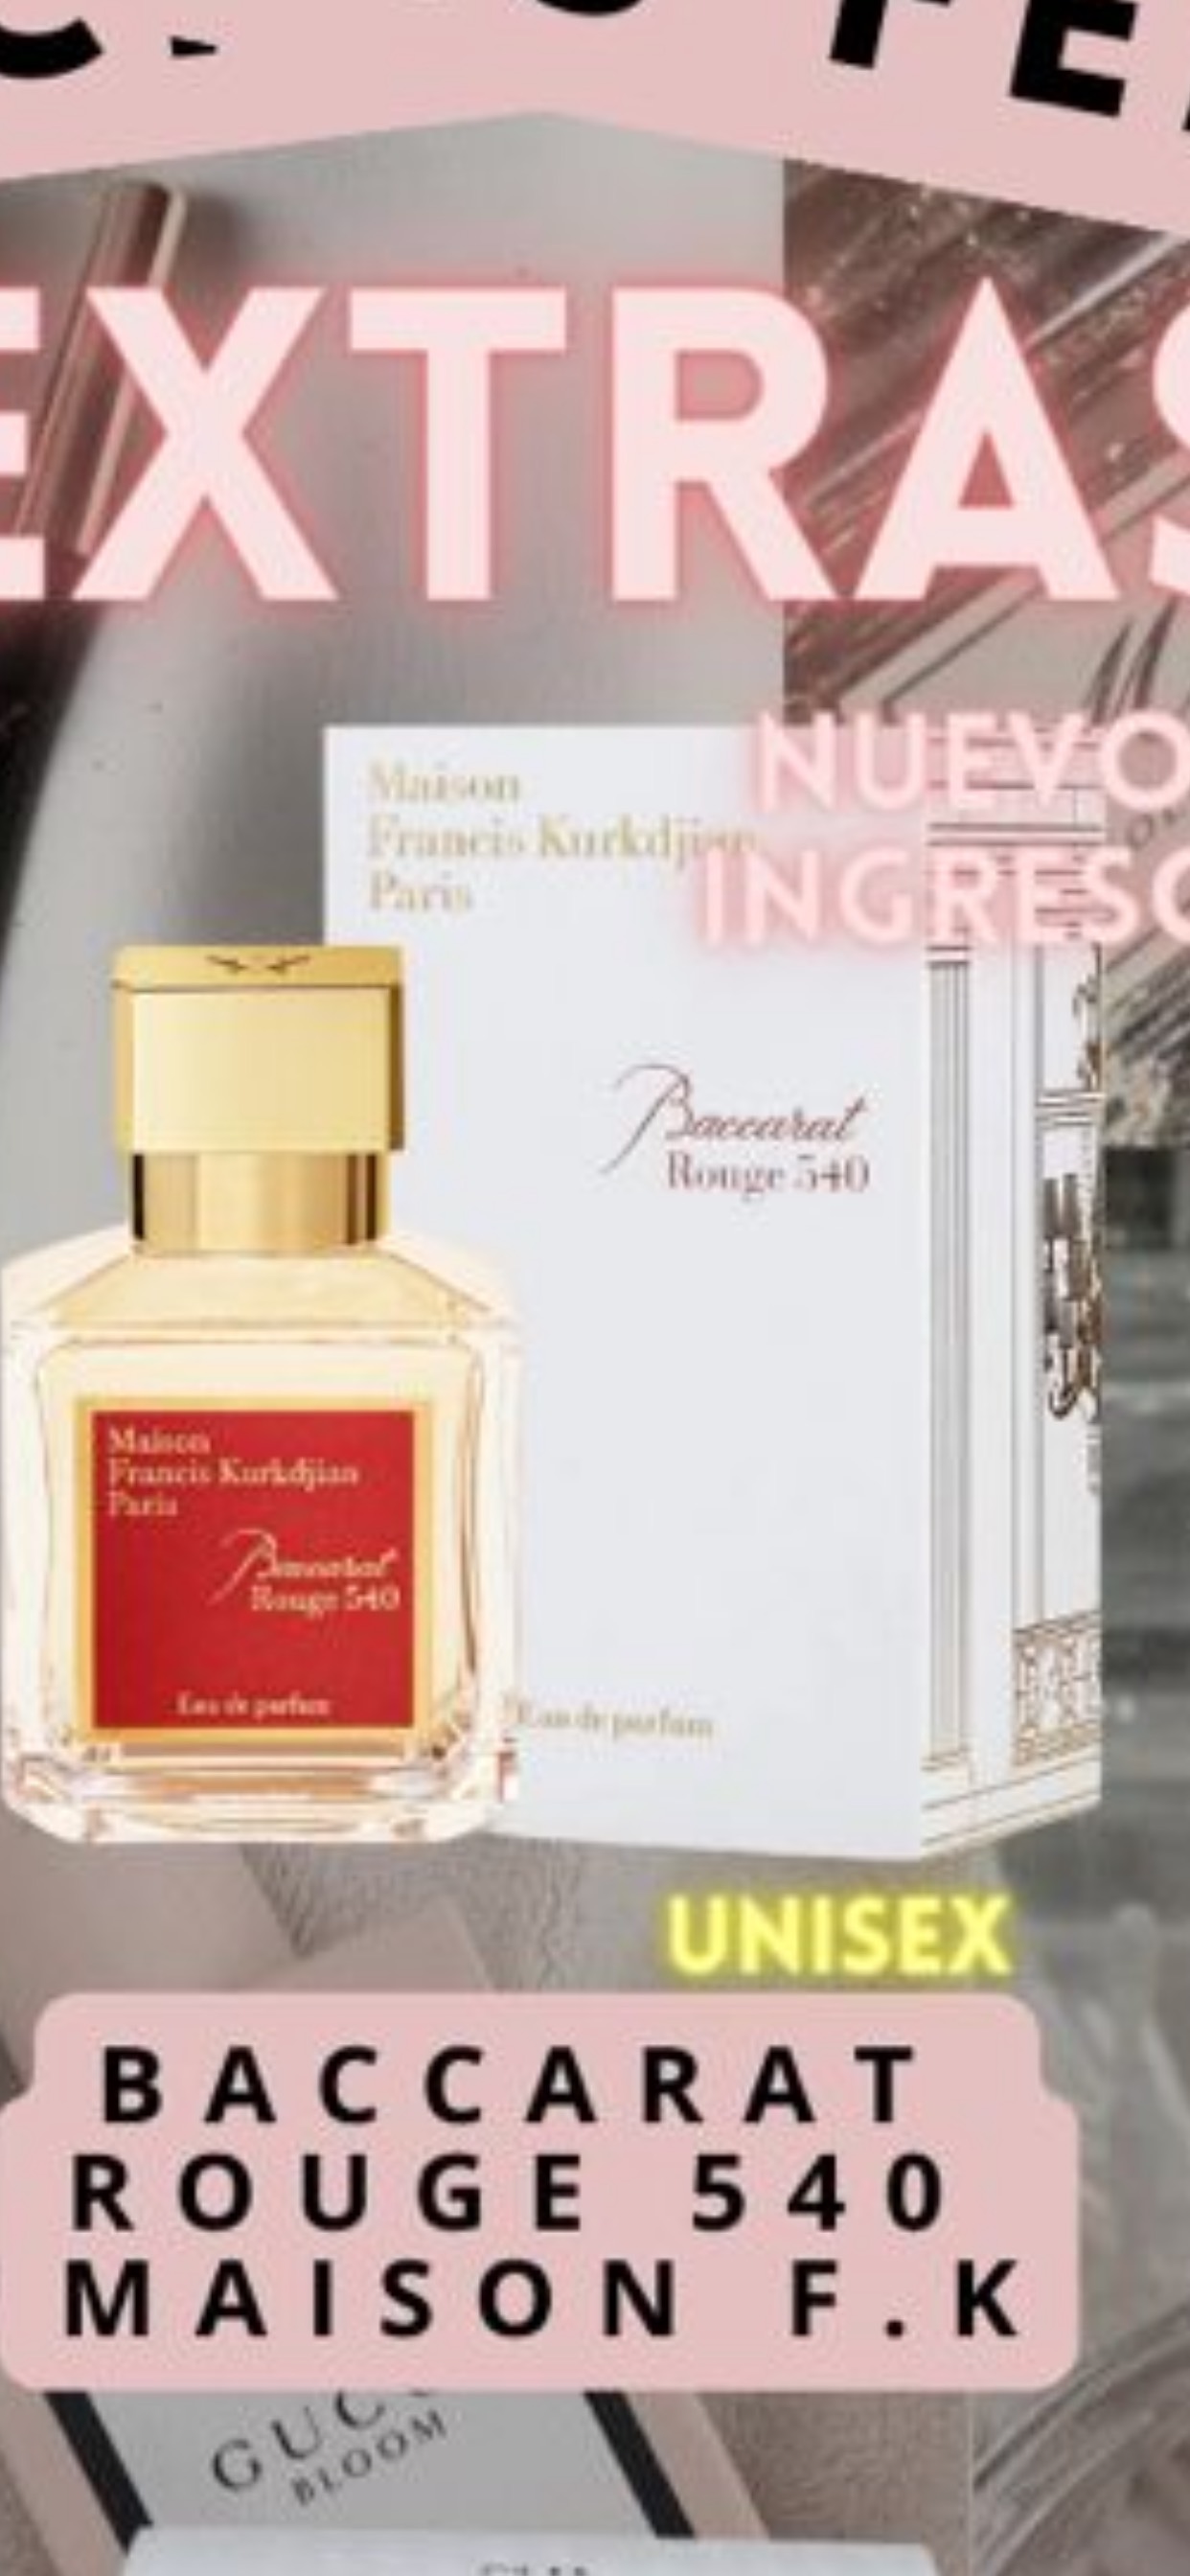 EXTRAS
NUEVO
INGRESO
Maison
Francis Kurkdjian
Paris
Baccarat
Rouge 540
Maison
Francis Kurkdjian
Paris
Baccarat
Rouge 540
Eau de parfum
Eau de parfum
UNISEX
BACCARAT
ROUGE 540
MAISON F.K
GUCC
BLOOM